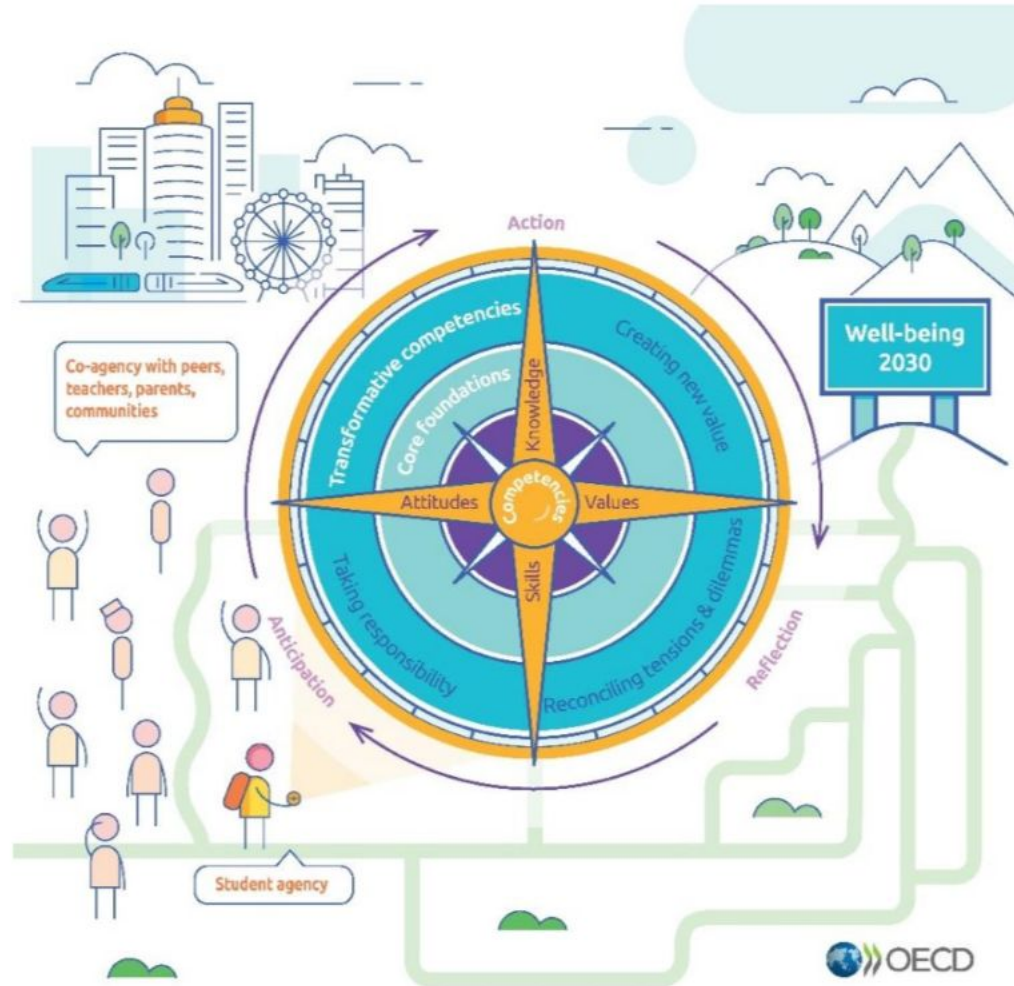 Action
Transformative competencies
Creating new value
Core foundations
Knowledge
Well-being
2030
Co-agency with peers,
teachers, parents,
communities
Attitudes
Competencies
Values
Skills
Taking responsibility
Reconciling tensions & dilemmas
Anticipation
Reflection
Student agency
OECD